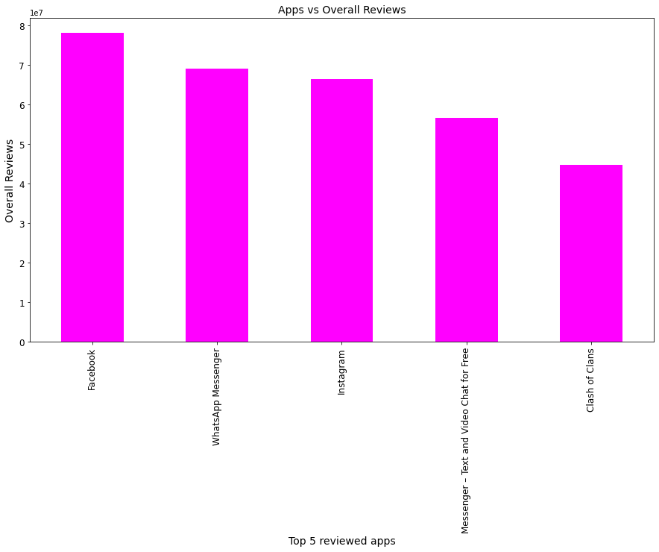 Apps vs Overall Reviews
1e7
8
7
6
5
4
3
2
1
0
Overall Reviews
Facebook
WhatsApp Messenger
Instagram
Messenger – Text and Video Chat for Free
Clash of Clans
Top 5 reviewed apps